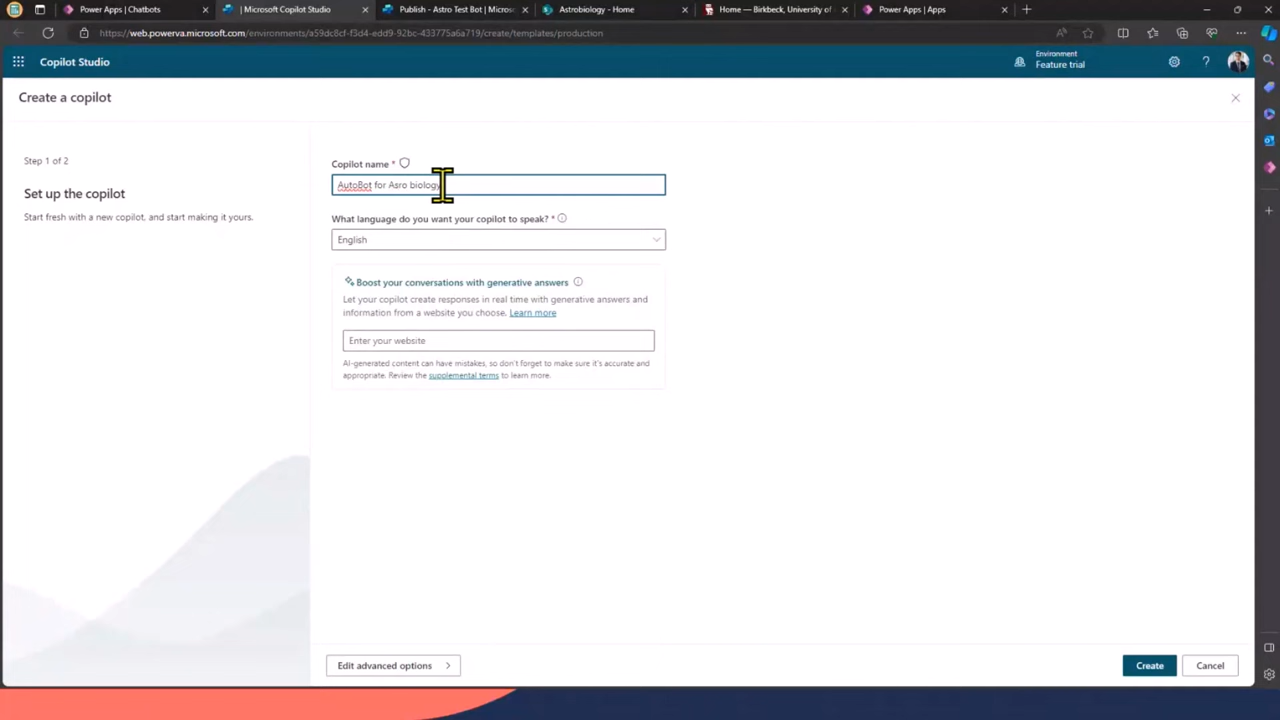 Power Apps | Chatbots
| Microsoft Copilot Studio
Publish - Astro Test Bot | Micros
Astrobiology - Home
Home — Birkbeck, University of
Power Apps | Apps
https://web.powerva.microsoft.com/environments/a59dc8cf-f3d4-edd9-92bc-433775a6a719/create/templates/production
Copilot Studio
Environment
Feature trial
Create a copilot
Step 1 of 2
Set up the copilot
Start fresh with a new copilot, and start making it yours.
Copilot name *
AutoBot for Asro biology
What language do you want your copilot to speak? *
English
Boost your conversations with generative answers
Let your copilot create responses in real time with generative answers and
information from a website you choose. Learn more
Enter your website
AI-generated content can have mistakes, so don't forget to make sure it's accurate and
appropriate. Review the supplemental terms to learn more.
Edit advanced options
Create
Cancel